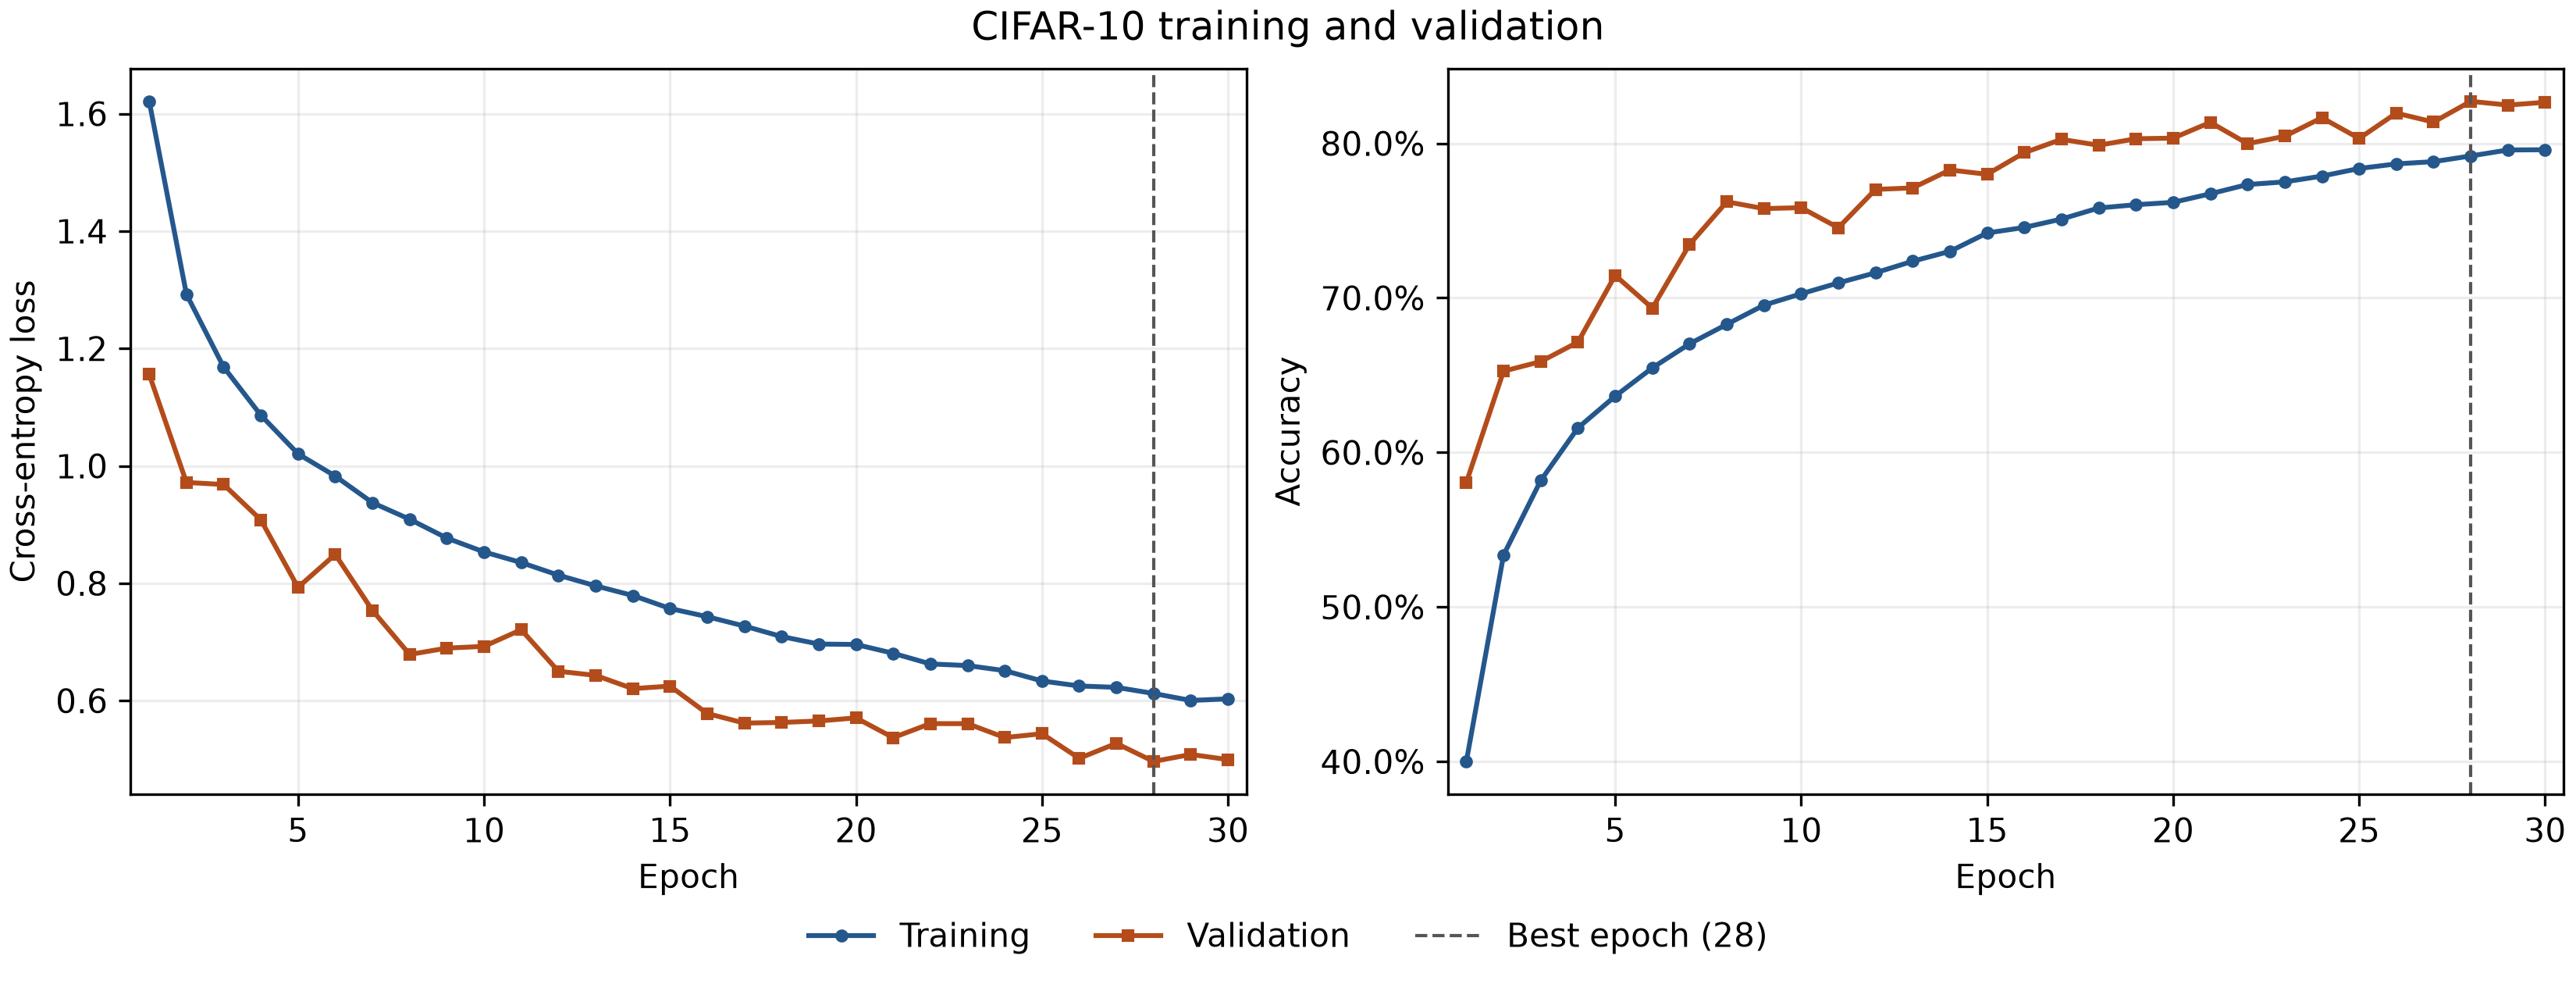 CIFAR-10 training and validation
Cross-entropy loss
1.6
1.4
1.2
1.0
0.8
0.6
5 10 15 20 25 30
Epoch
Accuracy
80.0%
70.0%
60.0%
50.0%
40.0%
5 10 15 20 25 30
Epoch
Training Validation Best epoch (28)